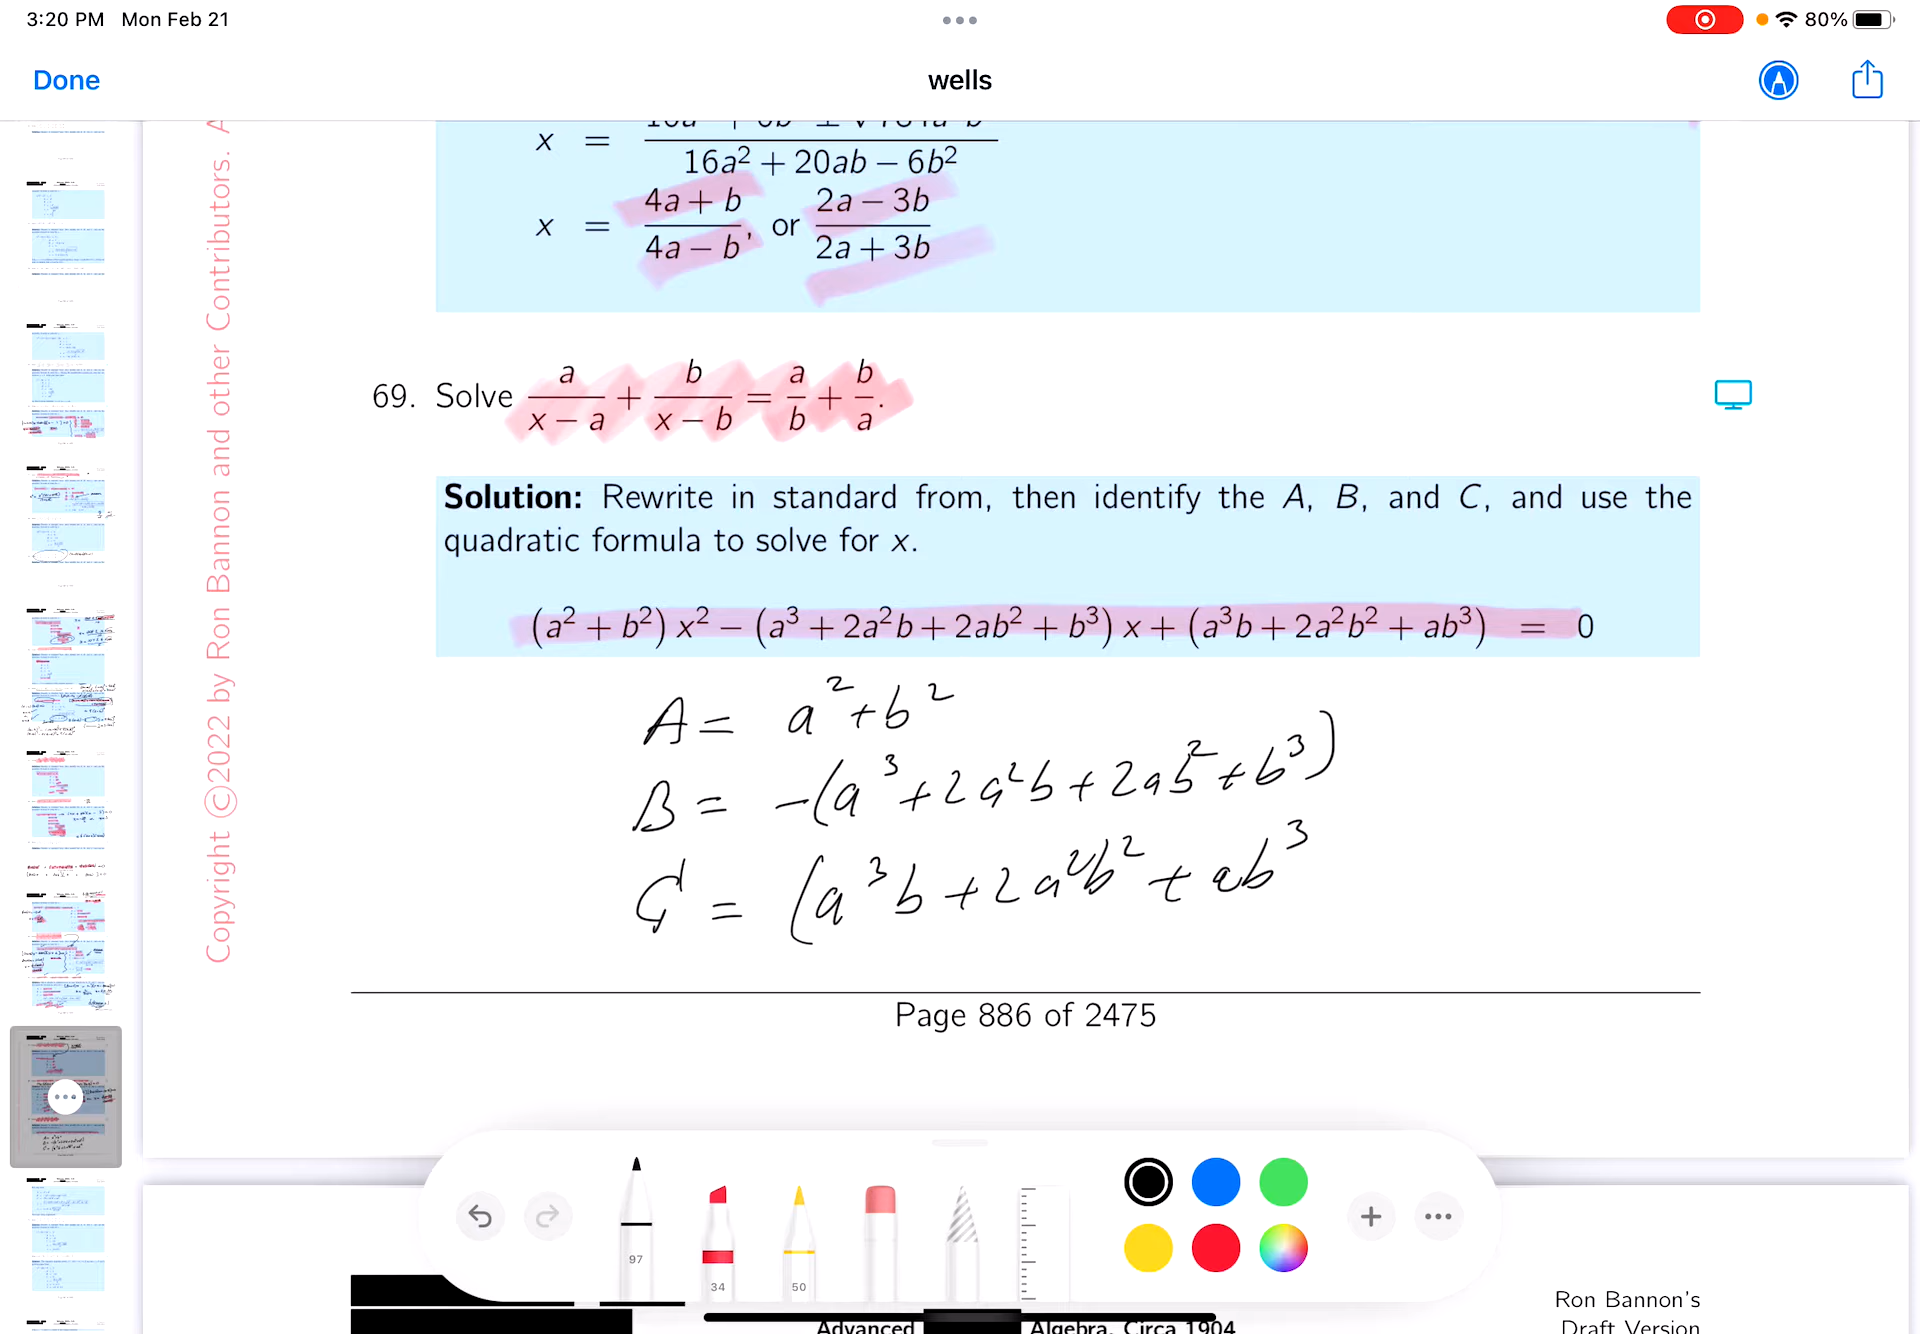 3:20 PM Mon Feb 21
80%
Done
wells
Copyright ©2022 by Ron Bannon and other Contributors. A
x =
16a² + 20ab − 6b²
x = (4a + b)/(4a − b), or (2a − 3b)/(2a + 3b)
69. Solve a/(x − a) + b/(x − b) = a/b + b/a.
Solution: Rewrite in standard from, then identify the A, B, and C, and use the
quadratic formula to solve for x.
(a² + b²) x² − (a³ + 2a²b + 2ab² + b³) x + (a³b + 2a²b² + ab³) = 0
A = a² + b²
B = −(a³ + 2a²b + 2ab² + b³)
C = (a³b + 2a²b² + ab³
Page 886 of 2475
97
34
50
Ron Bannon's
Advanced Algebra, Circa 1904
Draft Version